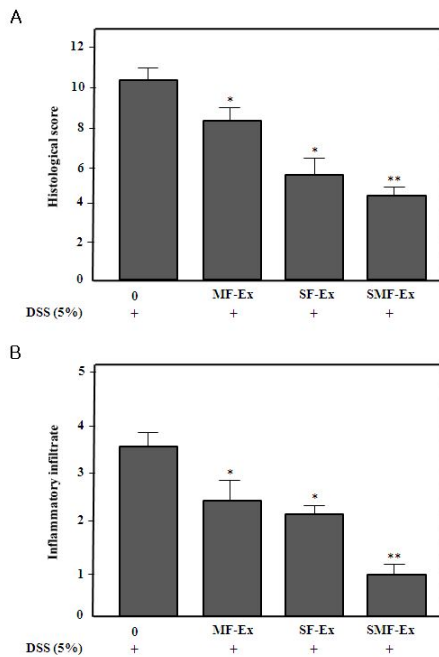 A
12
10
8
6
4
2
0
Histological score
*
*
**
0 MF-Ex SF-Ex SMF-Ex
DSS (5%) + + + +
B
5
4
3
2
1
0
Inflammatory infiltrate
*
*
**
0 MF-Ex SF-Ex SMF-Ex
DSS (5%) + + + +